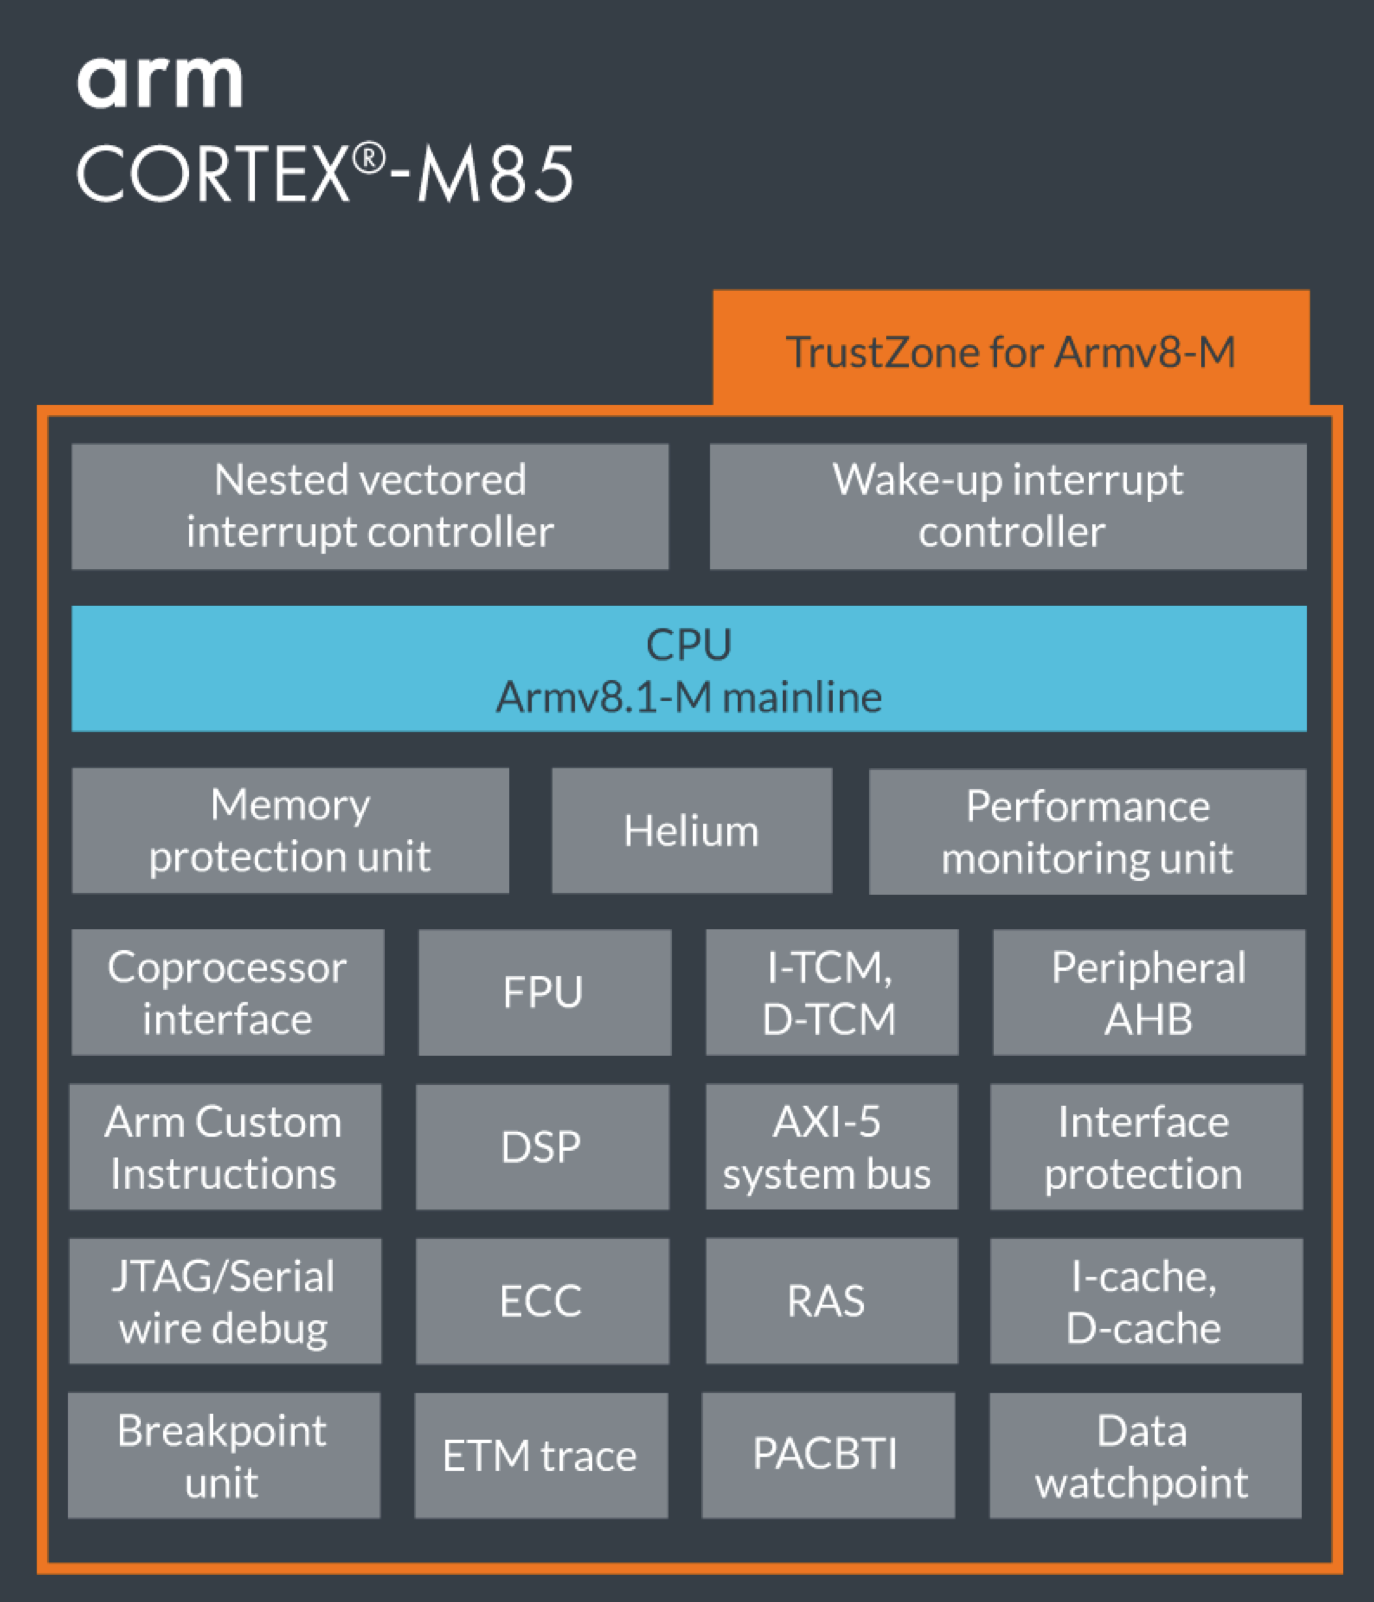 arm
CORTEX®-M85
TrustZone for Armv8-M
Nested vectored
interrupt controller
Wake-up interrupt
controller
CPU
Armv8.1-M mainline
Memory
protection unit
Helium
Performance
monitoring unit
Coprocessor
interface
FPU
I-TCM,
D-TCM
Peripheral
AHB
Arm Custom
Instructions
DSP
AXI-5
system bus
Interface
protection
JTAG/Serial
wire debug
ECC
RAS
I-cache,
D-cache
Breakpoint
unit
ETM trace
PACBTI
Data
watchpoint